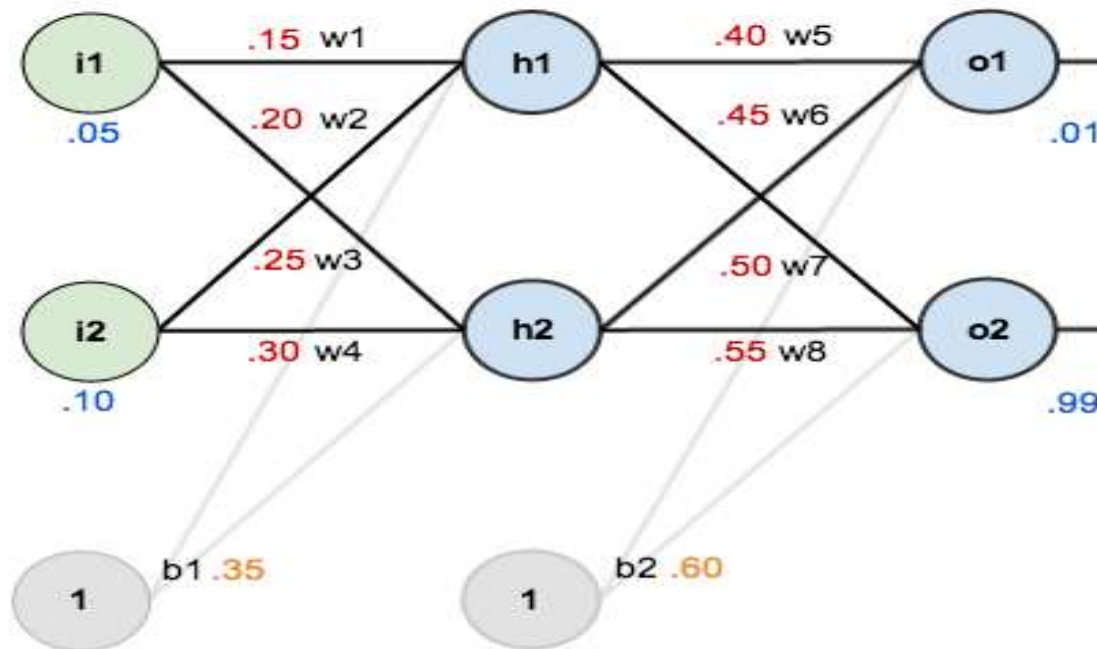 i1 .15 w1 h1 .40 w5 o1
.05 .20 w2 .45 w6 .01
.25 w3 .50 w7
i2 .30 w4 h2 .55 w8 o2
.10 .99
1 b1 .35 1 b2 .60